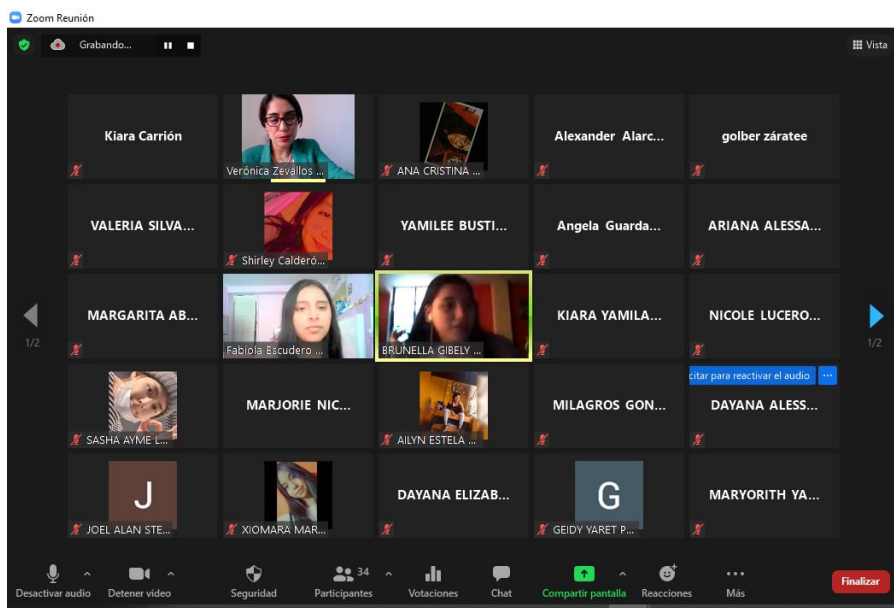 Zoom Reunión
Grabando...
Vista
Kiara Carrión
Verónica Zevallos ...
ANA CRISTINA ...
Alexander Alarc...
golber záratee
VALERIA SILVA...
Shirley Calderó...
YAMILEE BUSTI...
Angela Guarda...
ARIANA ALESSA...
MARGARITA AB...
Fabiola Escudero ...
BRUNELLA GIBELY ...
KIARA YAMILA...
NICOLE LUCERO...
1/2
1/2
SASHA AYME L...
MARJORIE NIC...
AILYN ESTELA ...
MILAGROS GON...
citar para reactivar el audio ...
DAYANA ALESS...
J
JOEL ALAN STE...
XIOMARA MAR...
DAYANA ELIZAB...
G
GEIDY YARET P...
MARYORITH YA...
34
Desactivar audio
Detener video
Seguridad
Participantes
Votaciones
Chat
Compartir pantalla
Reacciones
Más
Finalizar